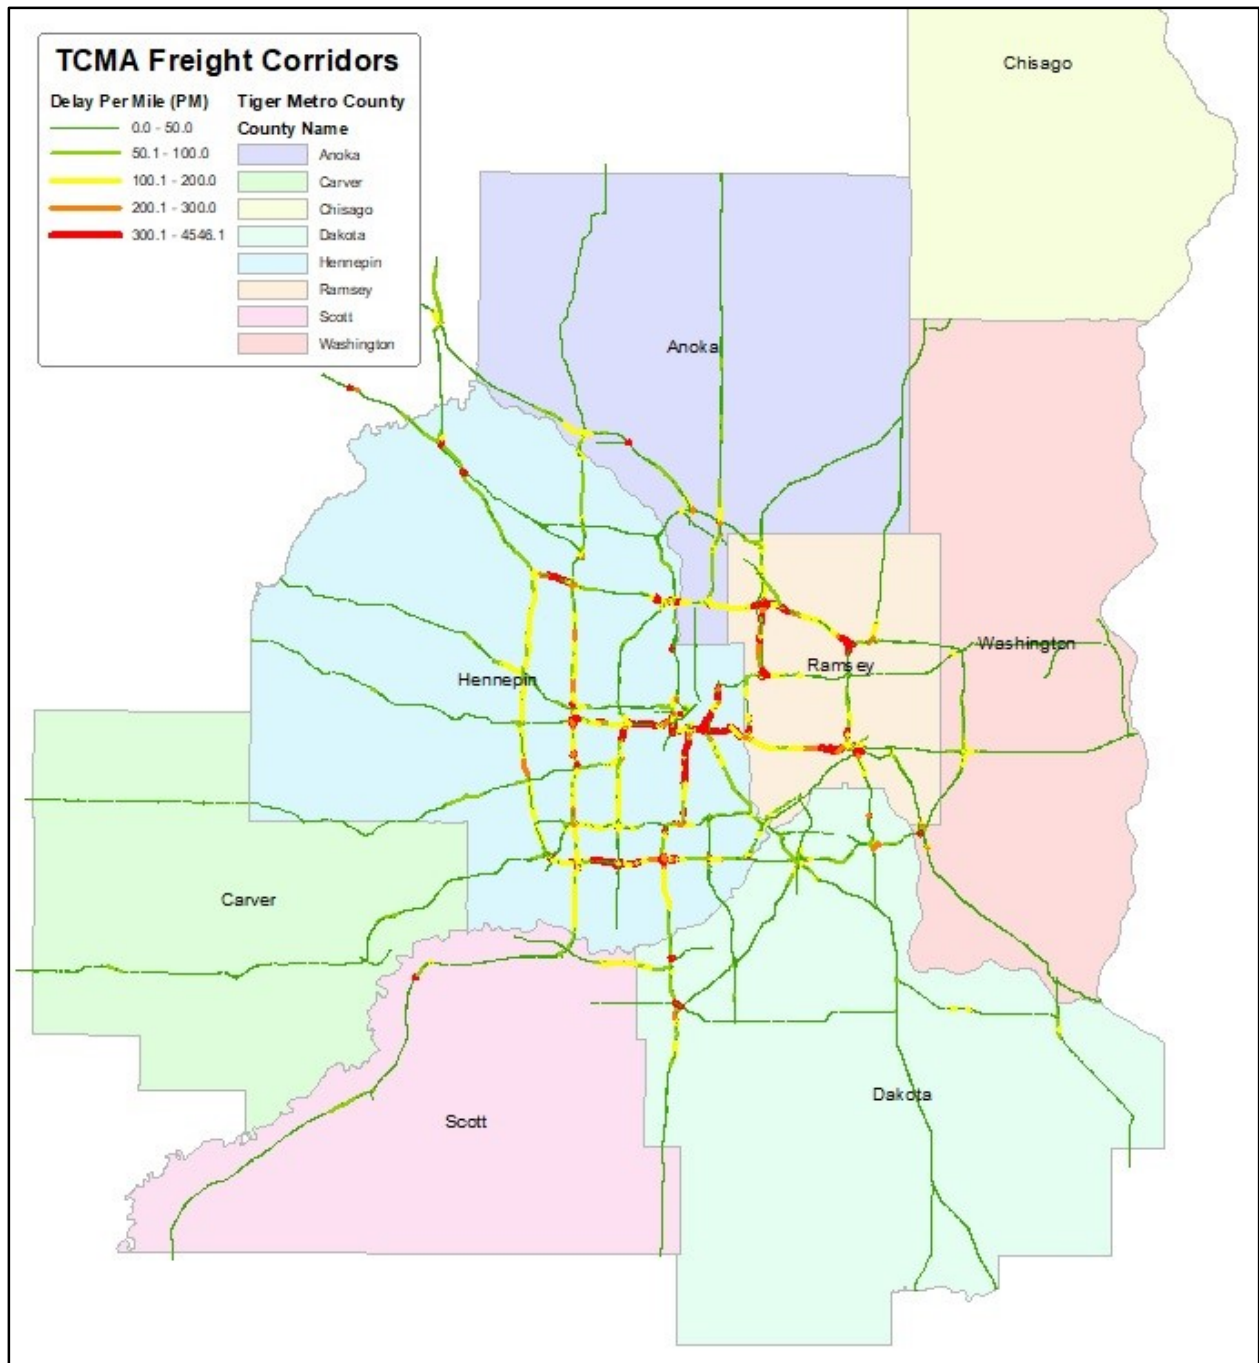 TCMA Freight Corridors
Delay Per Mile (PM)
0.0 - 50.0
50.1 - 100.0
100.1 - 200.0
200.1 - 300.0
300.1 - 4546.1
Tiger Metro County
County Name
Anoka
Carver
Chisago
Dakota
Hennepin
Ramsey
Scott
Washington
Chisago
Anoka
Washington
Ramsey
Hennepin
Carver
Dakota
Scott